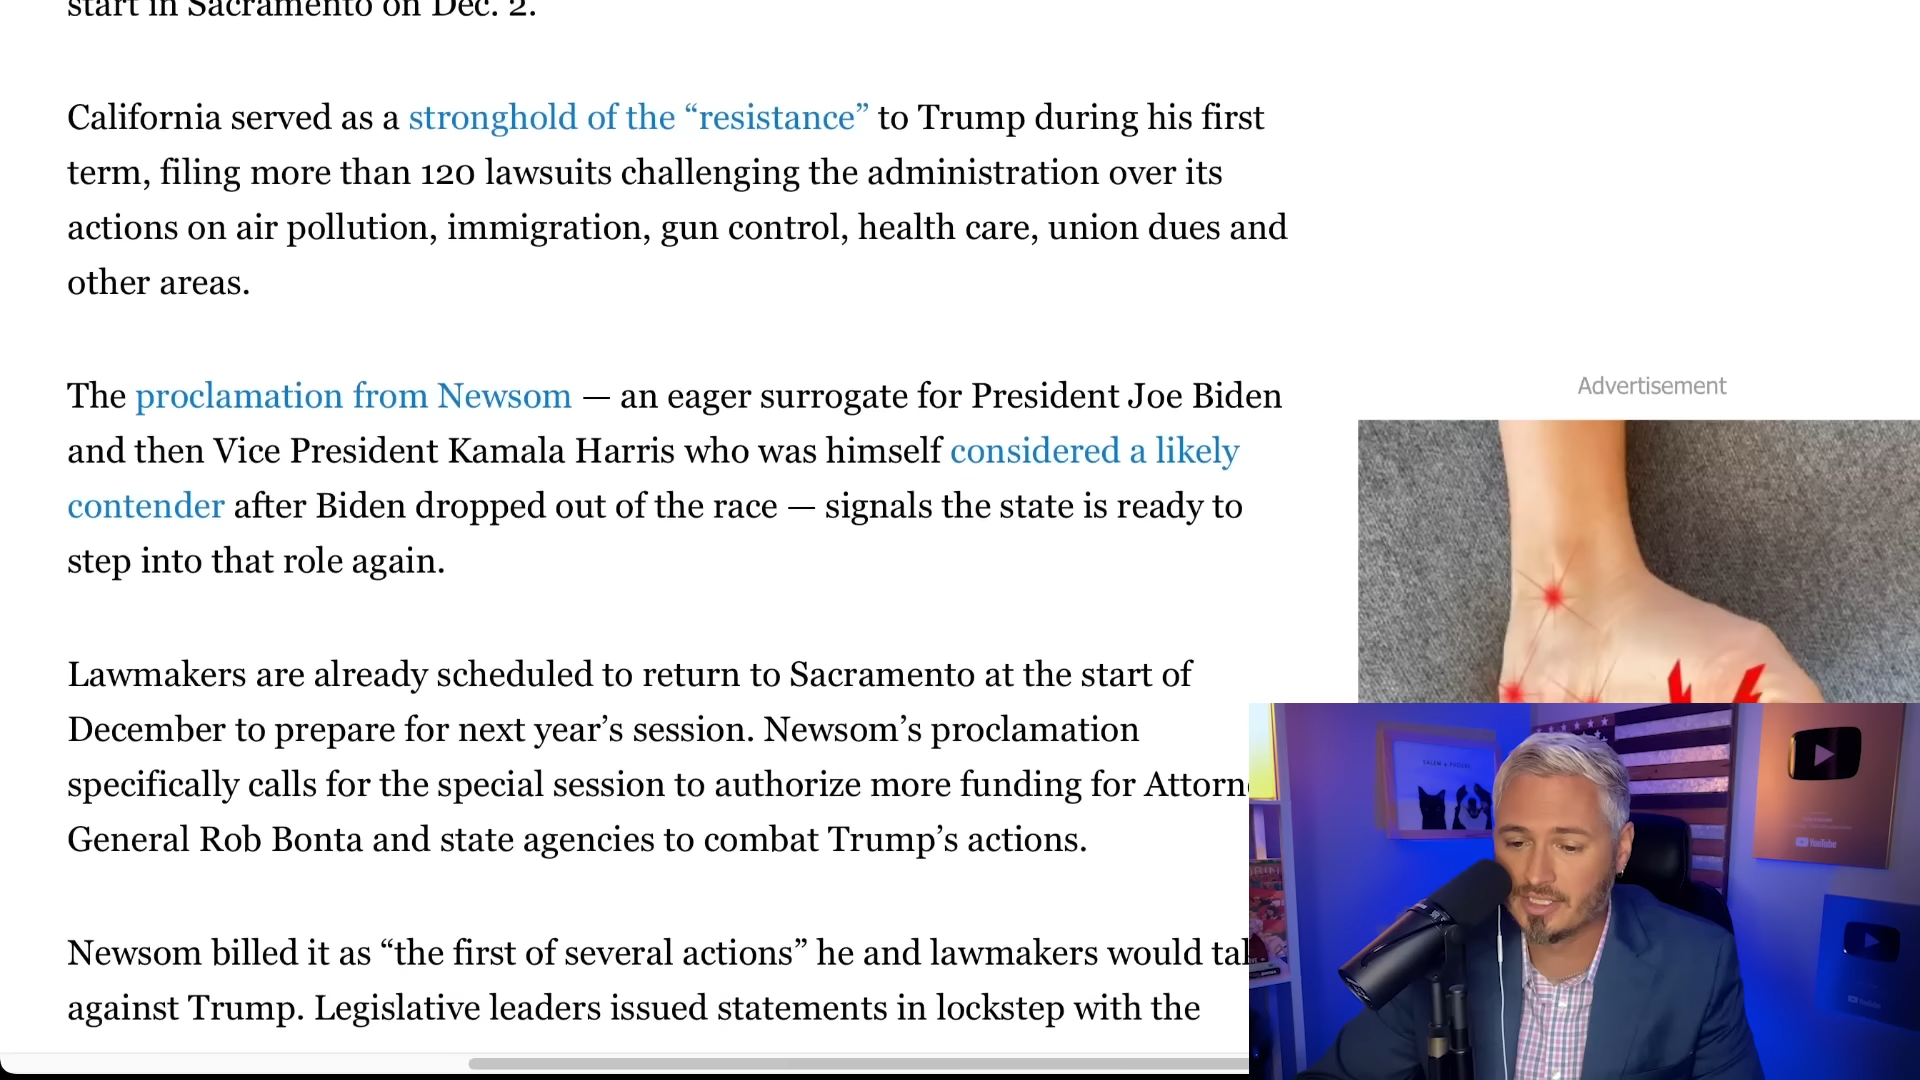 start in Sacramento on Dec. 2.
California served as a stronghold of the “resistance” to Trump during his first
term, filing more than 120 lawsuits challenging the administration over its
actions on air pollution, immigration, gun control, health care, union dues and
other areas.
The proclamation from Newsom — an eager surrogate for President Joe Biden
and then Vice President Kamala Harris who was himself considered a likely
contender after Biden dropped out of the race — signals the state is ready to
step into that role again.
Lawmakers are already scheduled to return to Sacramento at the start of
December to prepare for next year’s session. Newsom’s proclamation
specifically calls for the special session to authorize more funding for Attorn
General Rob Bonta and state agencies to combat Trump’s actions.
Newsom billed it as “the first of several actions” he and lawmakers would ta
against Trump. Legislative leaders issued statements in lockstep with the
Advertisement
SALEM & PHOEBE
YouTube
YouTube